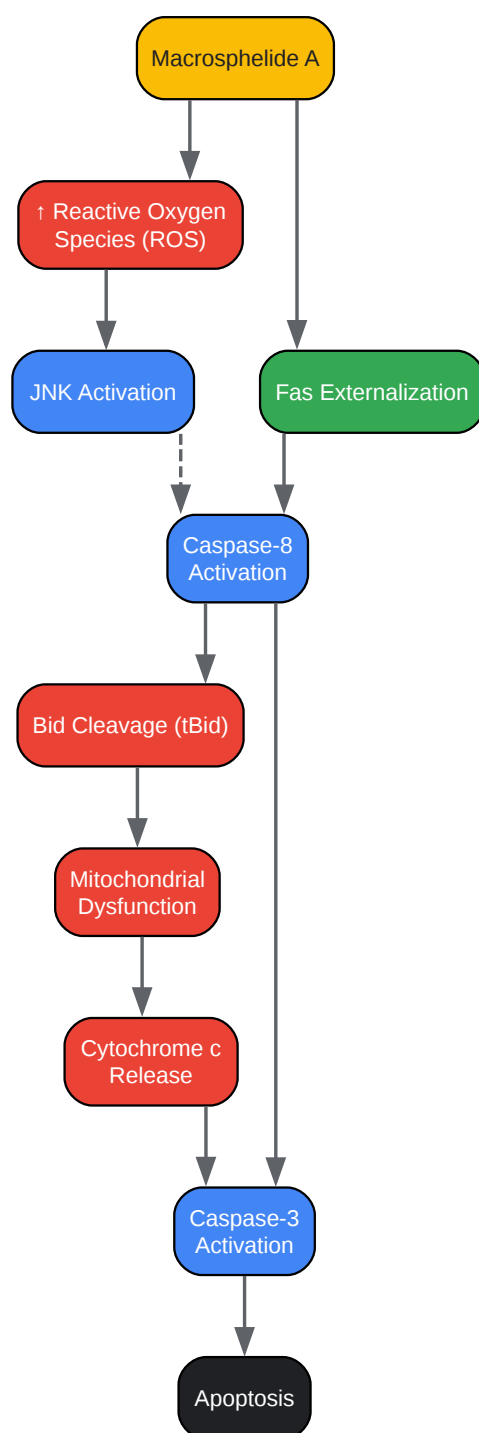 Macrosphelide A
↑ Reactive Oxygen
Species (ROS)
JNK Activation
Fas Externalization
Caspase-8
Activation
Bid Cleavage (tBid)
Mitochondrial
Dysfunction
Cytochrome c
Release
Caspase-3
Activation
Apoptosis